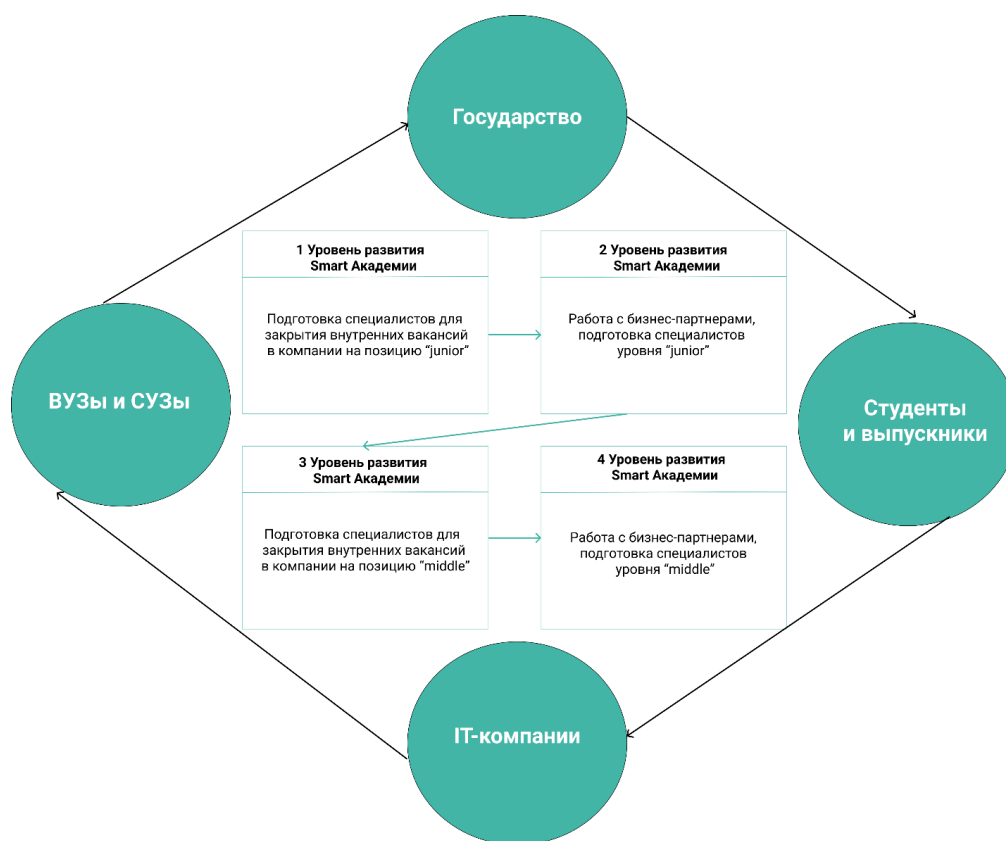 Государство
1 Уровень развития
Smart Академии
Подготовка специалистов для
закрытия внутренних вакансий
в компании на позицию “junior”
2 Уровень развития
Smart Академии
Работа с бизнес-партнерами,
подготовка специалистов
уровня “junior”
ВУЗы и СУЗы
Студенты
и выпускники
3 Уровень развития
Smart Академии
Подготовка специалистов для
закрытия внутренних вакансий
в компании на позицию “middle”
4 Уровень развития
Smart Академии
Работа с бизнес-партнерами,
подготовка специалистов
уровня “middle”
IT-компании